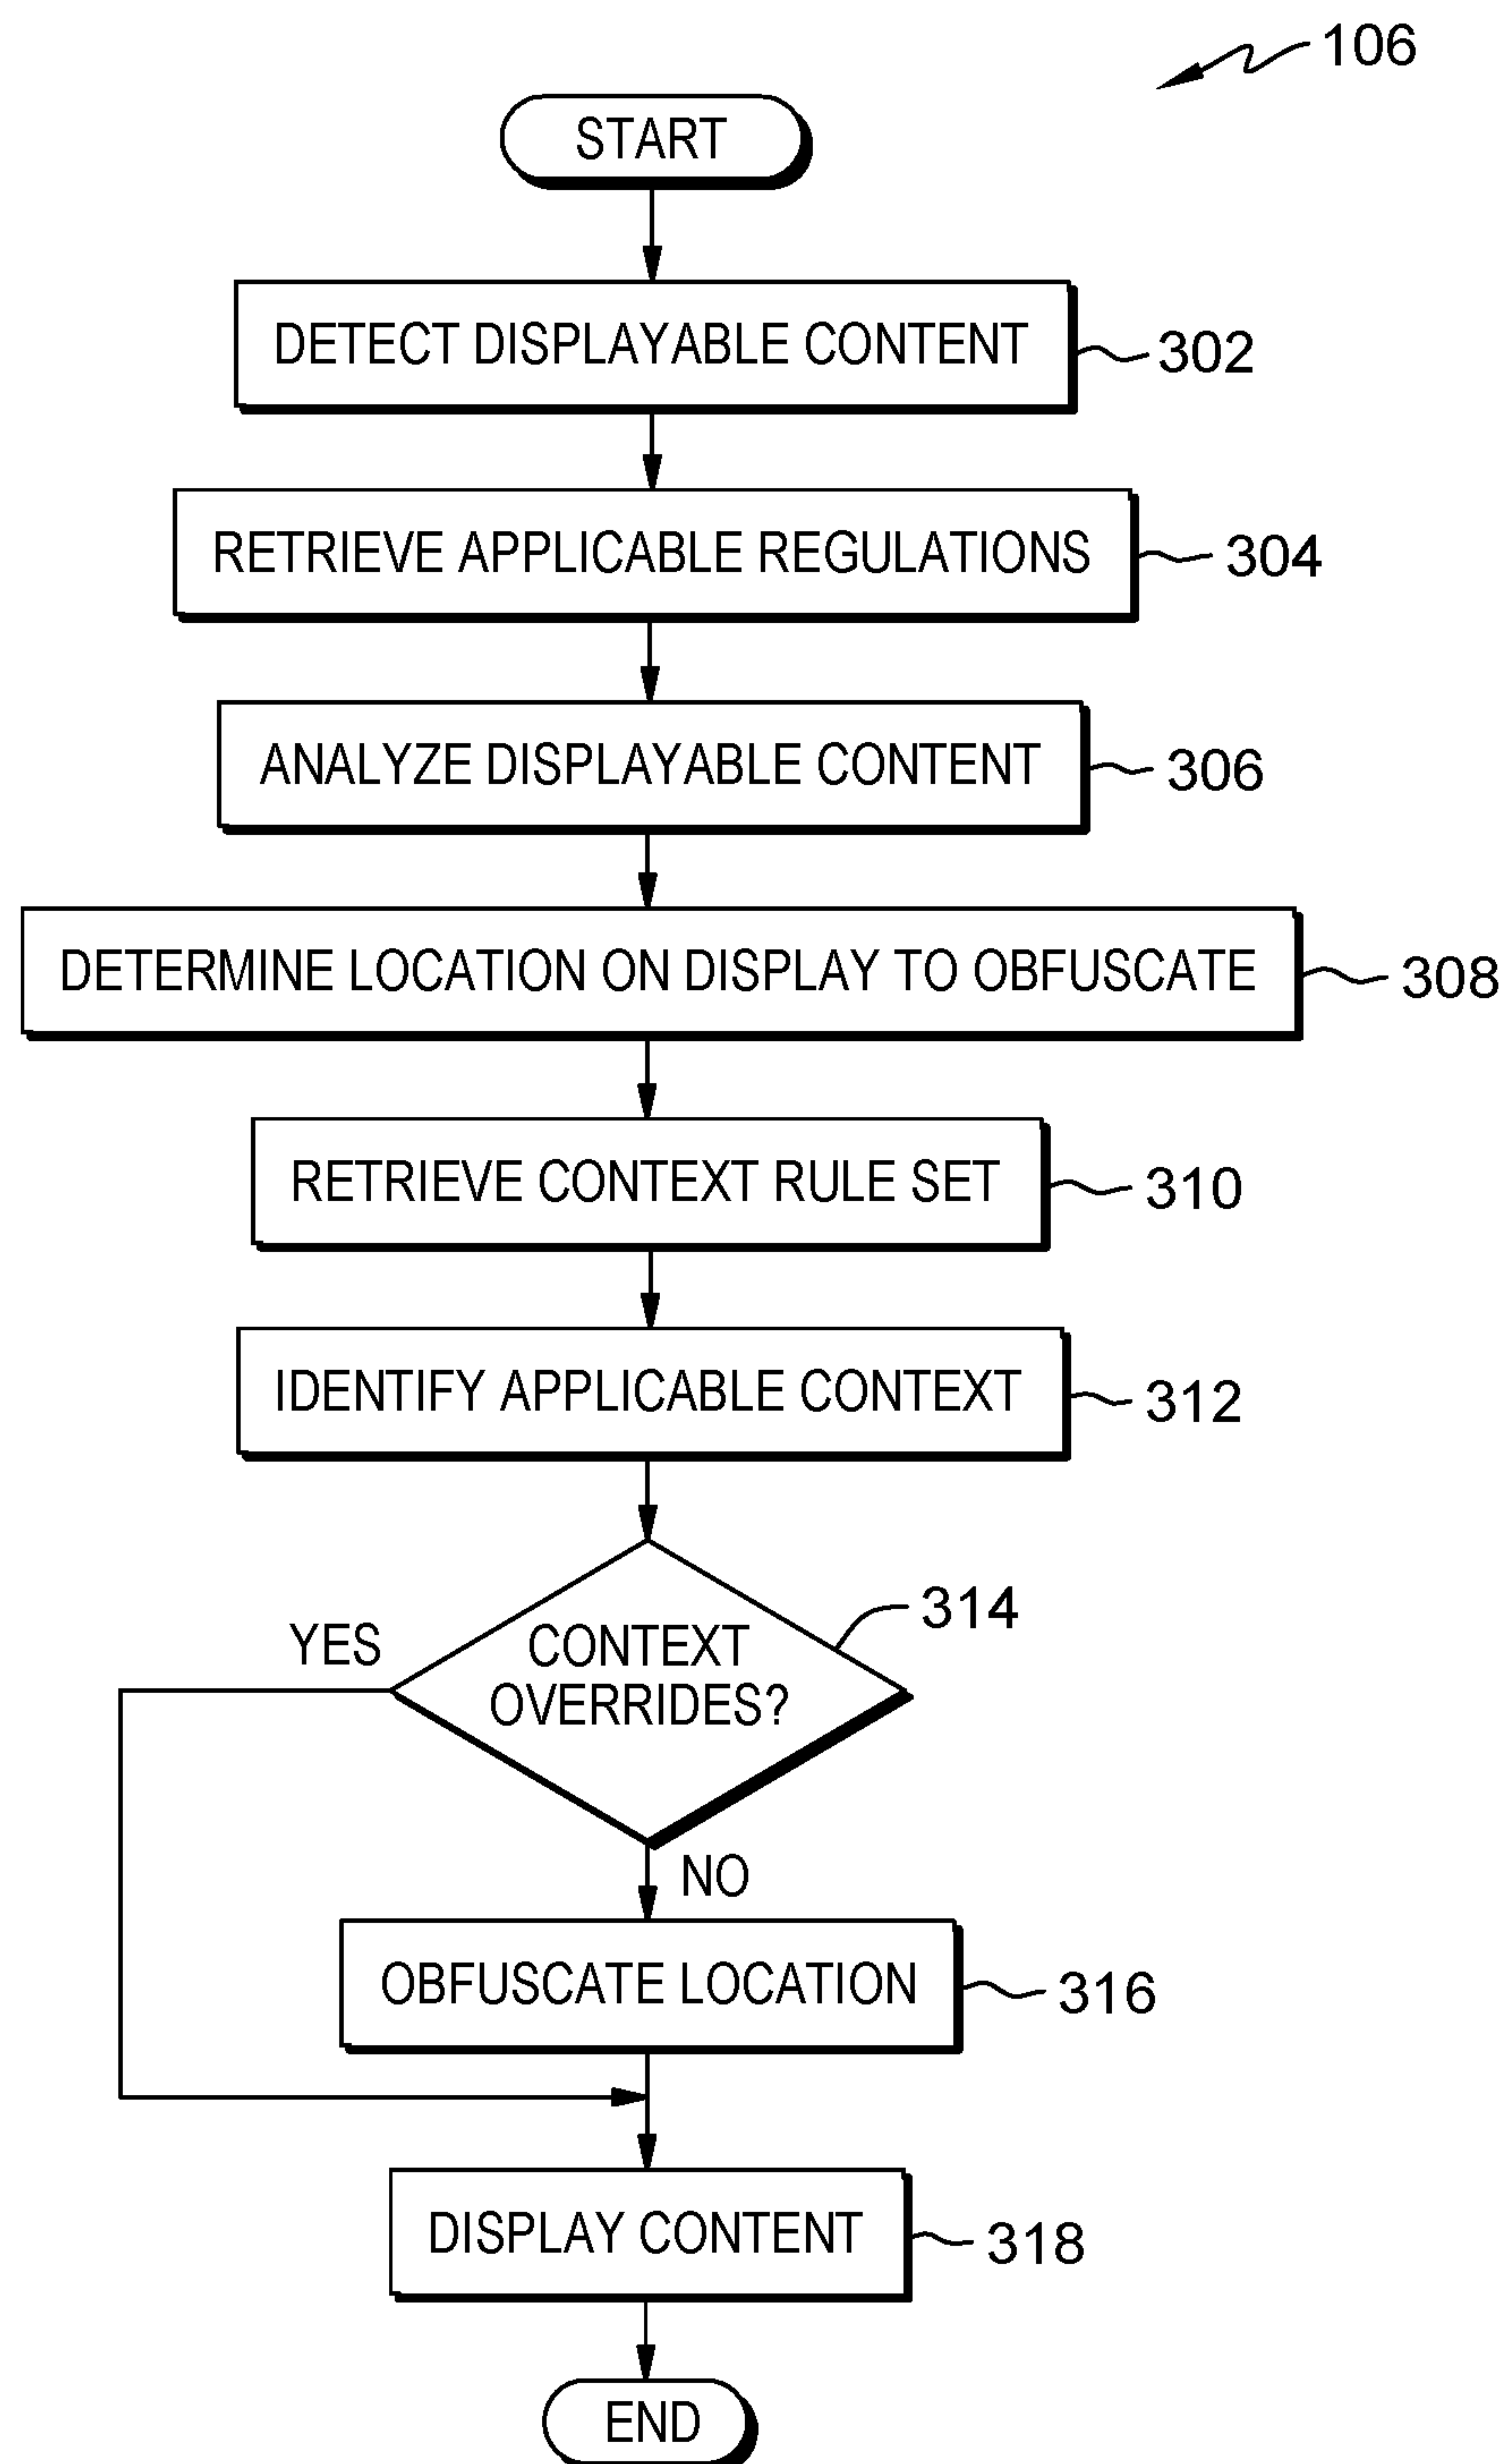 106
START
DETECT DISPLAYABLE CONTENT
302
RETRIEVE APPLICABLE REGULATIONS
304
ANALYZE DISPLAYABLE CONTENT
306
DETERMINE LOCATION ON DISPLAY TO OBFUSCATE
308
RETRIEVE CONTEXT RULE SET
310
IDENTIFY APPLICABLE CONTEXT
312
314
YES
CONTEXT
OVERRIDES?
NO
OBFUSCATE LOCATION
316
DISPLAY CONTENT
318
END